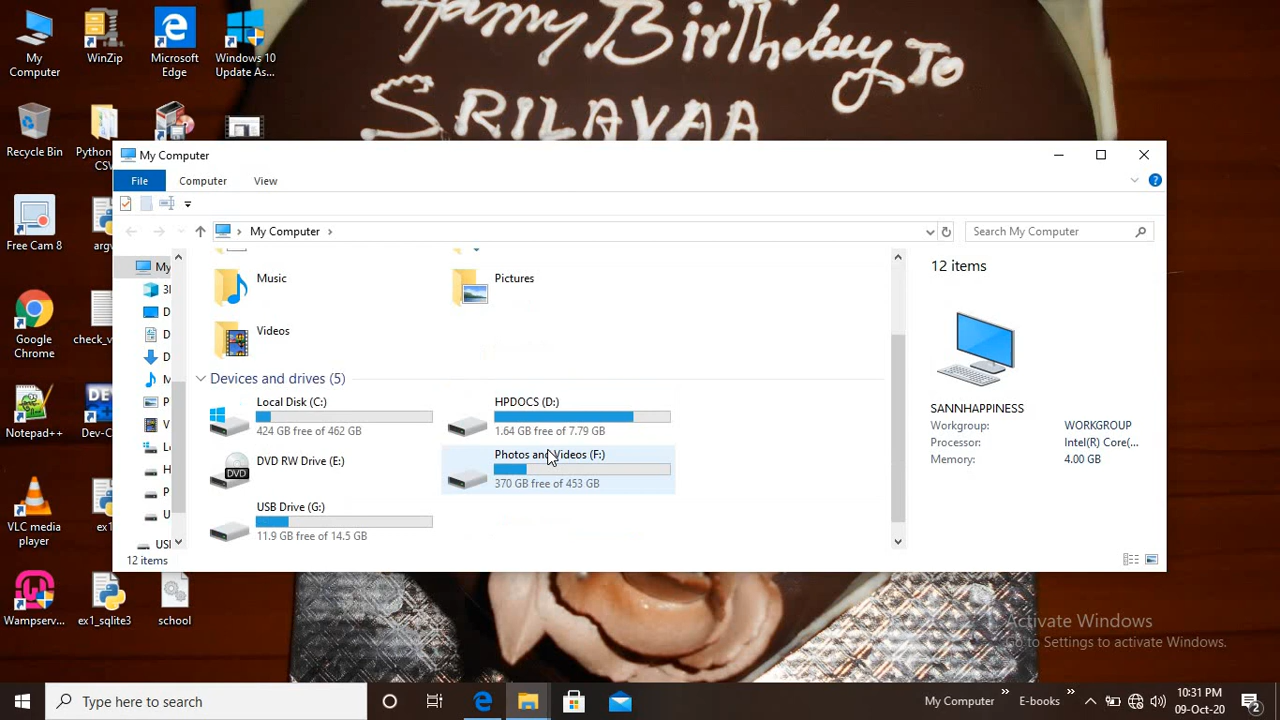 Happy Birthday To
SRILAVAA
My Computer
WinZip
Microsoft Edge
Windows 10 Update As...
Recycle Bin
Python CSV
Free Cam 8
argv
Google Chrome
check_v
Notepad++
Dev-C
VLC media player
ex1
Wampserv...
ex1_sqlite3
school
My Computer
File
Computer
View
My Computer
Search My Computer
My
3I
D
D
D
M
P
V
Lo
H
P
U
USI
Music
Pictures
Videos
Devices and drives (5)
Local Disk (C:)
424 GB free of 462 GB
HPDOCS (D:)
1.64 GB free of 7.79 GB
DVD RW Drive (E:)
DVD
Photos and Videos (F:)
370 GB free of 453 GB
USB Drive (G:)
11.9 GB free of 14.5 GB
12 items
SANNHAPPINESS
Workgroup: WORKGROUP
Processor: Intel(R) Core(...
Memory: 4.00 GB
12 items
Activate Windows
Go to Settings to activate Windows.
Type here to search
My Computer
E-books
10:31 PM
09-Oct-20
2